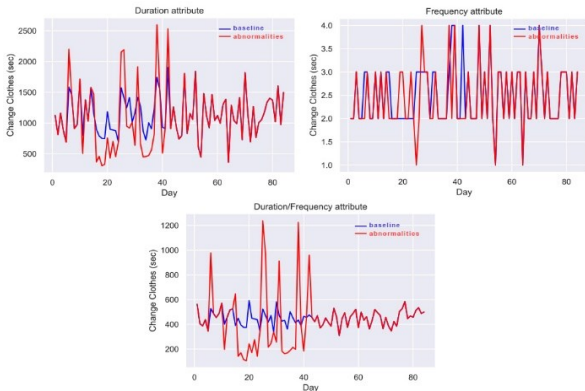 Duration attribute
baseline
abnormalities
2500
2000
1500
1000
500
Change Clothes (sec)
0
20
40
60
80
Day
Frequency attribute
baseline
abnormalities
4.0
3.5
3.0
2.5
2.0
1.5
1.0
Change Clothes (sec)
0
20
40
60
80
Day
Duration/Frequency attribute
baseline
abnormalities
1200
1000
800
600
400
200
Change Clothes (sec)
0
20
40
60
80
Day